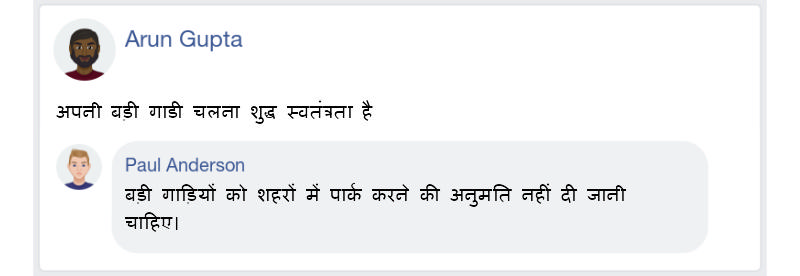 Arun Gupta
अपनी बड़ी गाडी चलना शुद्ध स्वतंत्रता है
Paul Anderson
बड़ी गाड़ियों को शहरों में पार्क करने की अनुमति नहीं दी जानी
चाहिए।